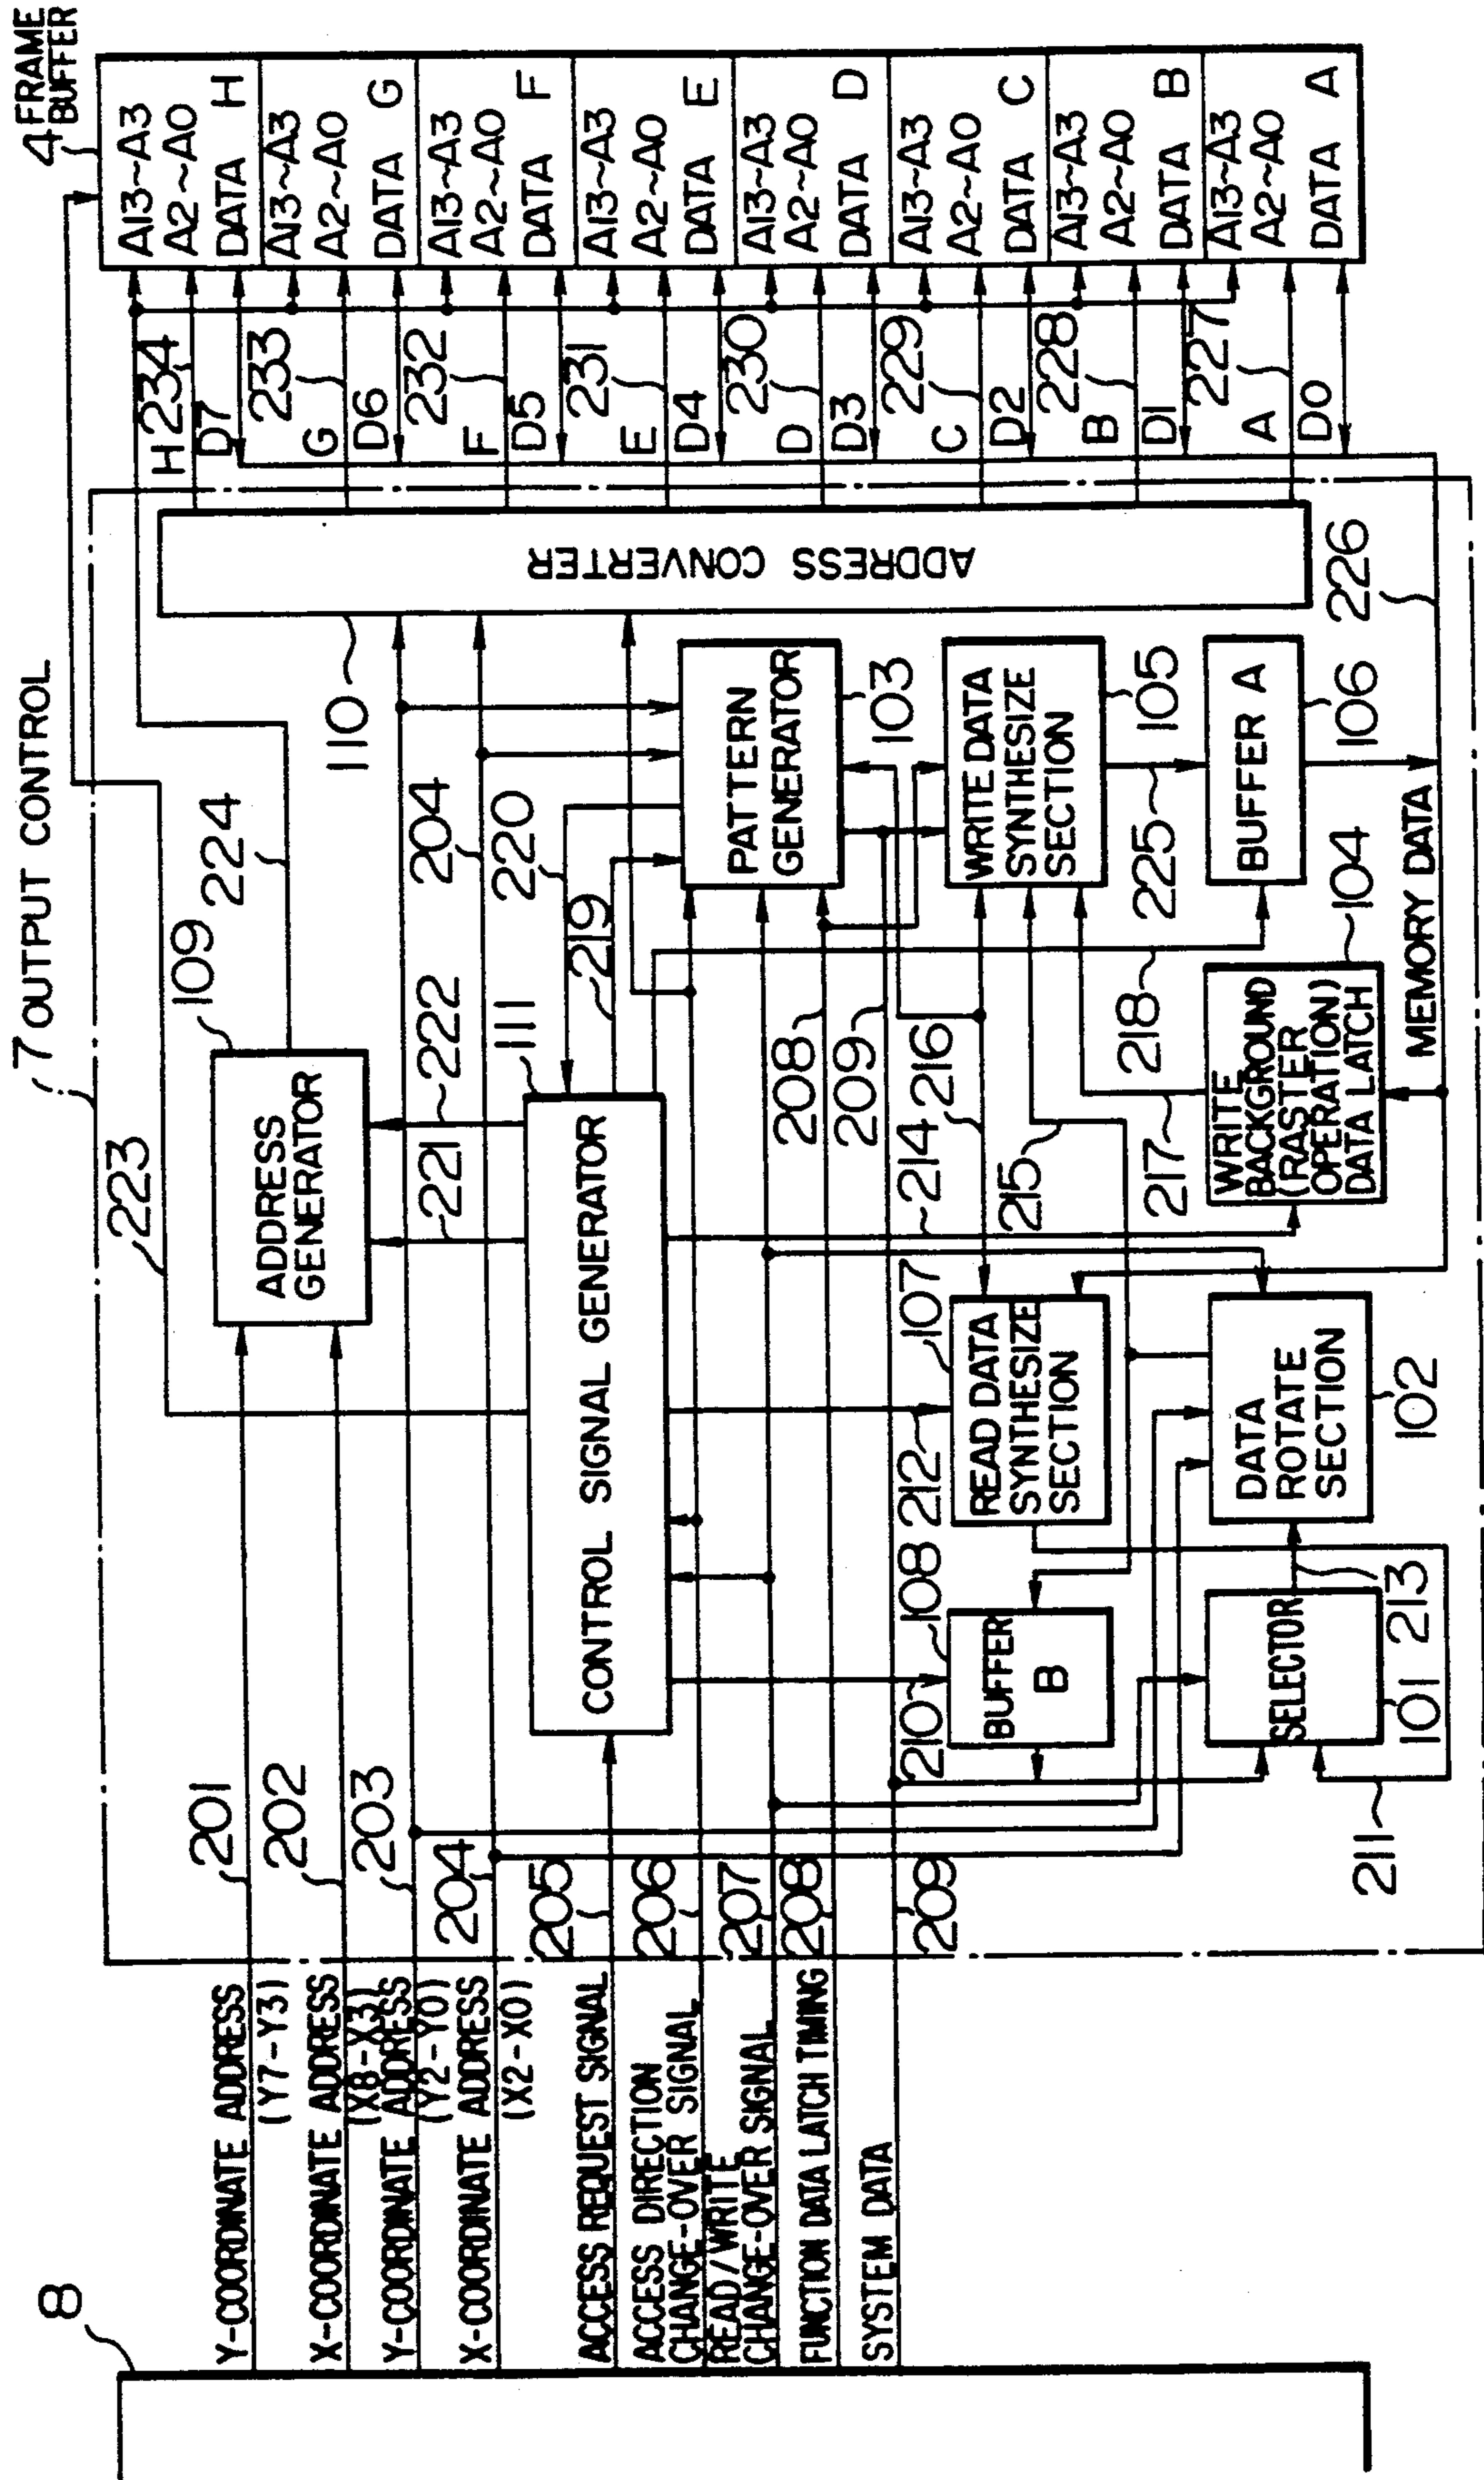 8
Y-COORDINATE ADDRESS
(Y7-Y3)
X-COORDINATE ADDRESS
(X8-X3)
Y-COORDINATE ADDRESS
(Y2-Y0)
X-COORDINATE ADDRESS
(X2-X0)
ACCESS REQUEST SIGNAL
ACCESS DIRECTION
CHANGE-OVER SIGNAL
READ/WRITE
CHANGE-OVER SIGNAL
FUNCTION DATA LATCH TIMING
SYSTEM DATA
201
202
203
204
205
206
207
208
209
7 OUTPUT CONTROL
223
109
224
ADDRESS
GENERATOR
221
222
111
CONTROL SIGNAL GENERATOR
219
220
204
110
ADDRESS CONVERTER
208
209
214
216
215
217
218
PATTERN
GENERATOR
103
WRITE DATA
SYNTHESIZE
SECTION
105
225
BUFFER A
106
226
104
WRITE
BACKGROUND
(RASTER
OPERATION)
DATA LATCH
MEMORY DATA
107
212
READ DATA
SYNTHESIZE
SECTION
108
210
BUFFER
B
DATA
ROTATE
SECTION
102
213
SELECTOR
101
211
H
234
D7
233
G
D6
232
F
D5
231
E
D4
230
D
D3
229
C
D2
228
B
D1
227
A
D0
4 FRAME
BUFFER
A13~A3
A2~A0
DATA H
A13~A3
A2~A0
DATA G
A13~A3
A2~A0
DATA F
A13~A3
A2~A0
DATA E
A13~A3
A2~A0
DATA D
A13~A3
A2~A0
DATA C
A13~A3
A2~A0
DATA B
A13~A3
A2~A0
DATA A